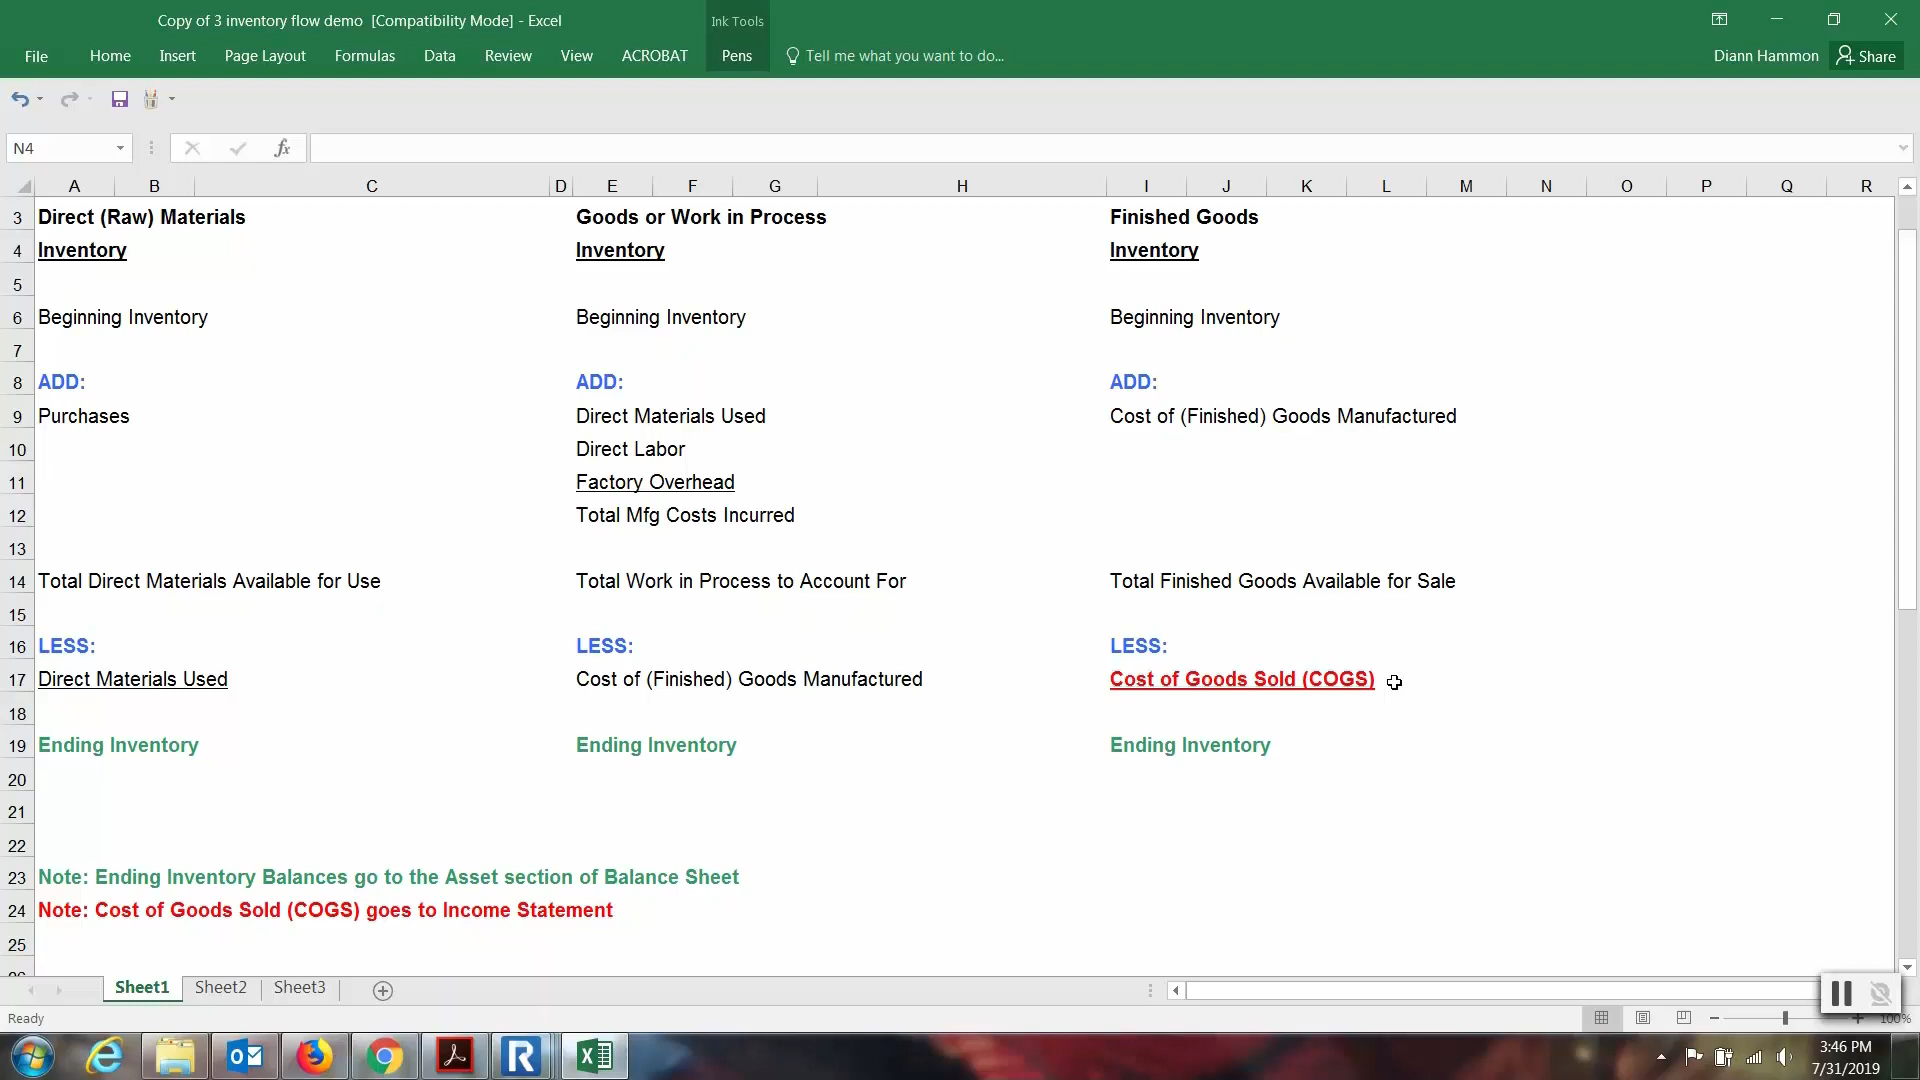 Copy of 3 inventory flow demo [Compatibility Mode] - Excel
Ink Tools
File Home Insert Page Layout Formulas Data Review View ACROBAT Pens Tell me what you want to do... Diann Hammon Share
N4 fx
A B C D E F G H I J K L M N O P Q R
3 Direct (Raw) Materials Goods or Work in Process Finished Goods
4 Inventory Inventory Inventory
5
6 Beginning Inventory Beginning Inventory Beginning Inventory
7
8 ADD: ADD: ADD:
9 Purchases Direct Materials Used Cost of (Finished) Goods Manufactured
10 Direct Labor
11 Factory Overhead
12 Total Mfg Costs Incurred
13
14 Total Direct Materials Available for Use Total Work in Process to Account For Total Finished Goods Available for Sale
15
16 LESS: LESS: LESS:
17 Direct Materials Used Cost of (Finished) Goods Manufactured Cost of Goods Sold (COGS)
18
19 Ending Inventory Ending Inventory Ending Inventory
20
21
22
23 Note: Ending Inventory Balances go to the Asset section of Balance Sheet
24 Note: Cost of Goods Sold (COGS) goes to Income Statement
25
Sheet1 Sheet2 Sheet3
Ready 100%
3:46 PM
7/31/2019